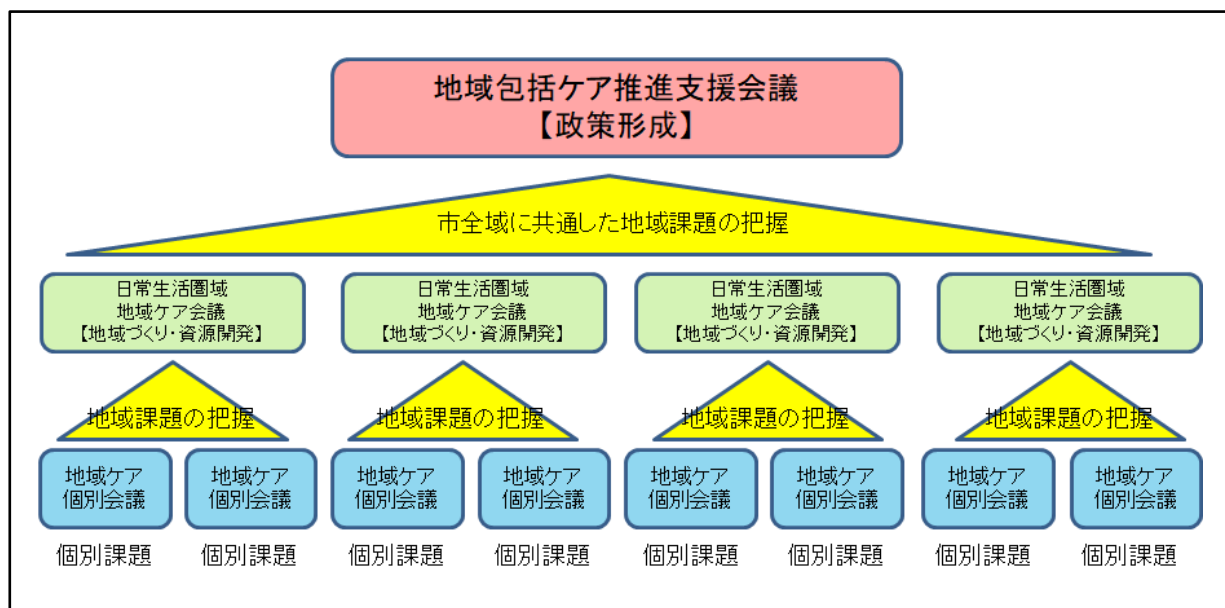 地域包括ケア推進支援会議
【政策形成】
市全域に共通した地域課題の把握
日常生活圏域
地域ケア会議
【地域づくり・資源開発】
日常生活圏域
地域ケア会議
【地域づくり・資源開発】
日常生活圏域
地域ケア会議
【地域づくり・資源開発】
日常生活圏域
地域ケア会議
【地域づくり・資源開発】
地域課題の把握
地域課題の把握
地域課題の把握
地域課題の把握
地域ケア
個別会議
地域ケア
個別会議
地域ケア
個別会議
地域ケア
個別会議
地域ケア
個別会議
地域ケア
個別会議
地域ケア
個別会議
地域ケア
個別会議
個別課題
個別課題
個別課題
個別課題
個別課題
個別課題
個別課題
個別課題